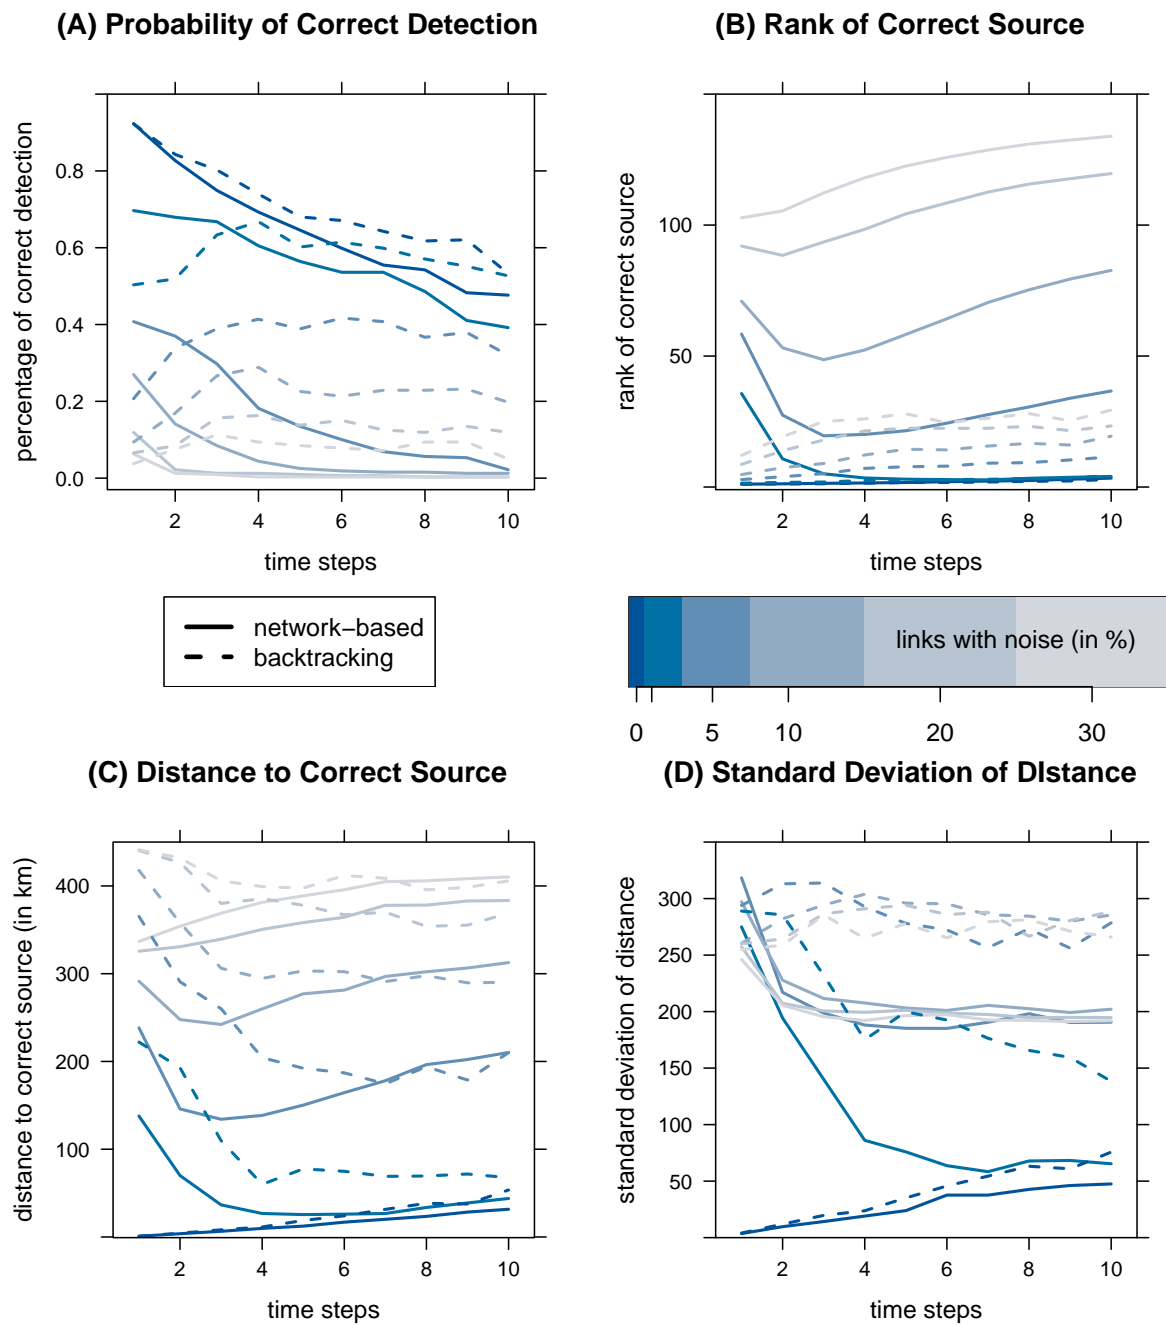 (A) Probability of Correct Detection
(B) Rank of Correct Source
percentage of correct detection
0.8
0.6
0.4
0.2
0.0
2 4 6 8 10
time steps
rank of correct source
100
50
2 4 6 8 10
time steps
network−based
backtracking
links with noise (in %)
0 5 10 20 30
(C) Distance to Correct Source
(D) Standard Deviation of DIstance
distance to correct source (in km)
400
300
200
100
2 4 6 8 10
time steps
standard deviation of distance
300
250
200
150
100
50
2 4 6 8 10
time steps